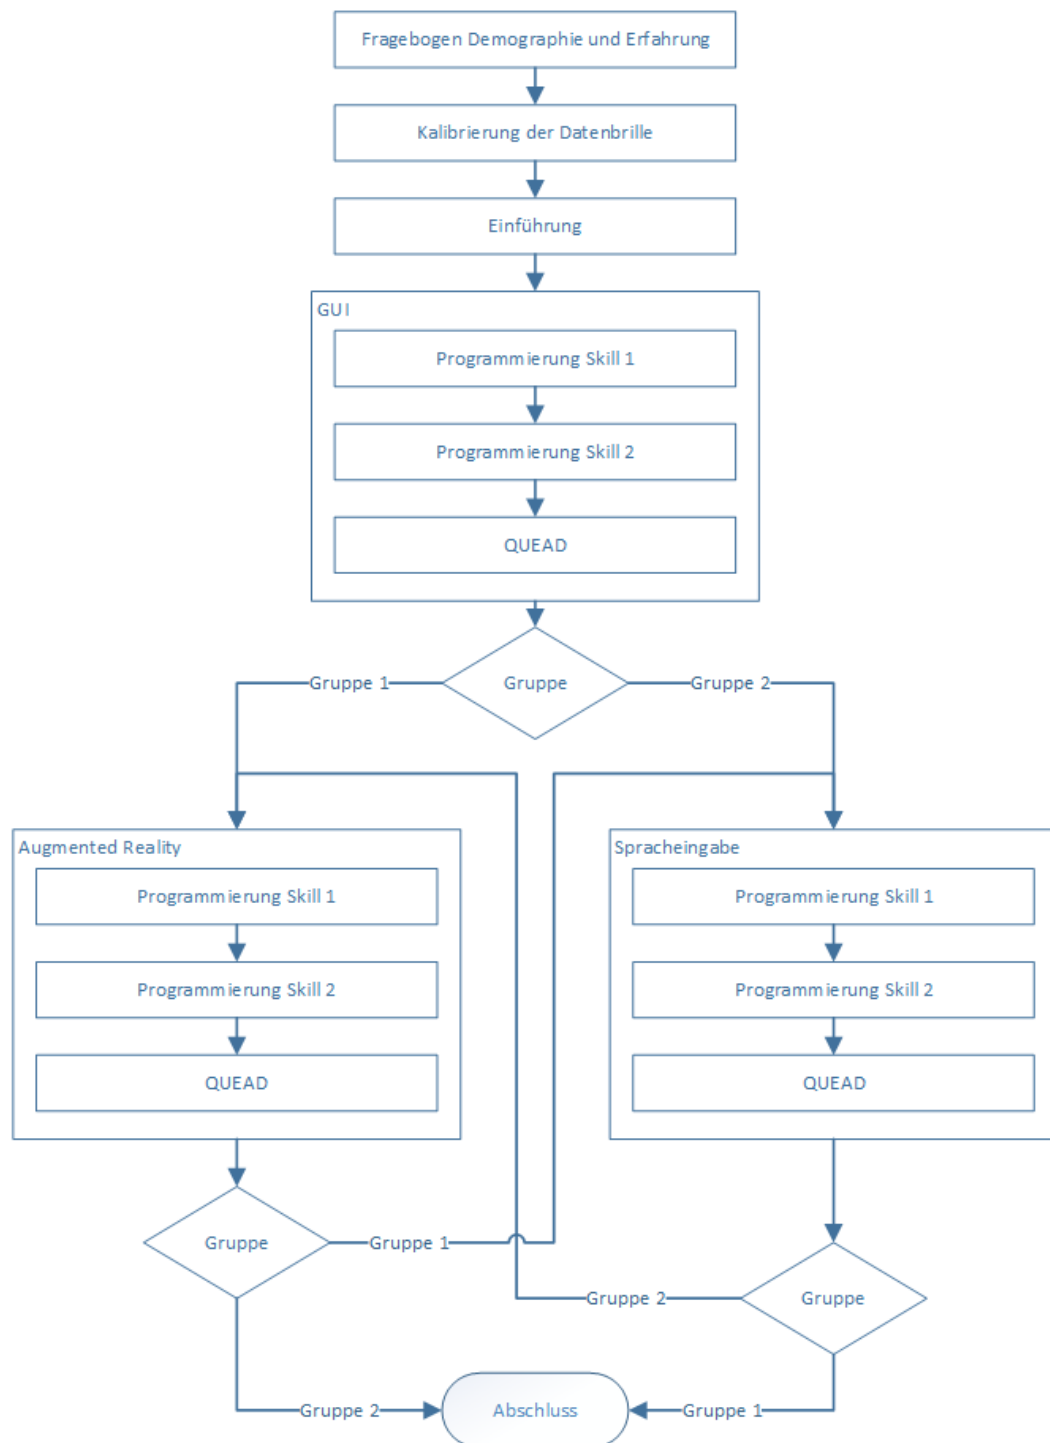 Fragebogen Demographie und Erfahrung
Kalibrierung der Datenbrille
Einführung
GUI
Programmierung Skill 1
Programmierung Skill 2
QUEAD
Gruppe 1
Gruppe
Gruppe 2
Augmented Reality
Programmierung Skill 1
Programmierung Skill 2
QUEAD
Spracheingabe
Programmierung Skill 1
Programmierung Skill 2
QUEAD
Gruppe
Gruppe 1
Gruppe 2
Gruppe
Gruppe 2
Abschluss
Gruppe 1